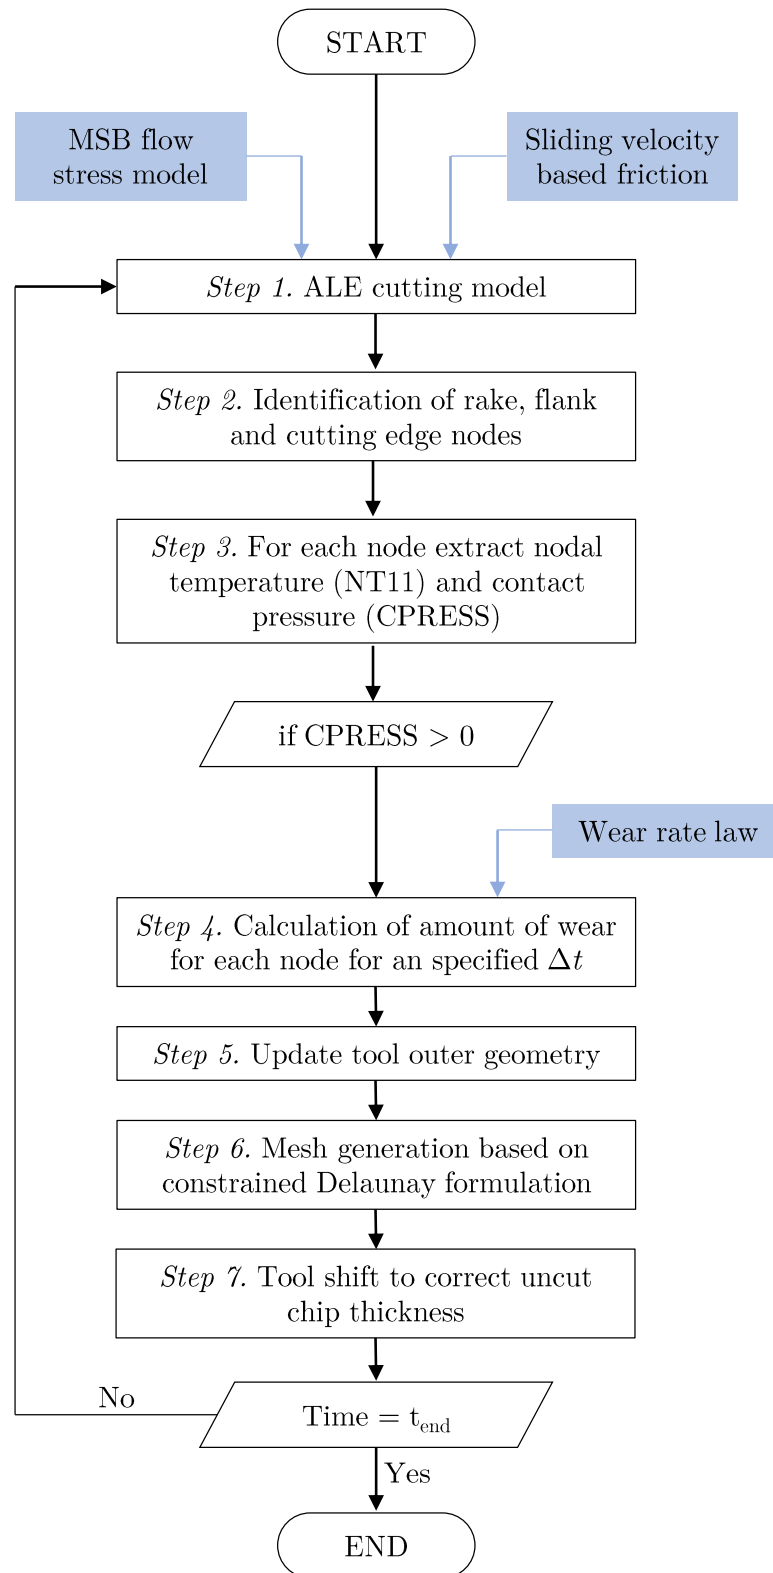 START
MSB flow
stress model
Sliding velocity
based friction
Step 1. ALE cutting model
Step 2. Identification of rake, flank
and cutting edge nodes
Step 3. For each node extract nodal
temperature (NT11) and contact
pressure (CPRESS)
if CPRESS > 0
Wear rate law
Step 4. Calculation of amount of wear
for each node for an specified Δt
Step 5. Update tool outer geometry
Step 6. Mesh generation based on
constrained Delaunay formulation
Step 7. Tool shift to correct uncut
chip thickness
No
Time = t_end
Yes
END